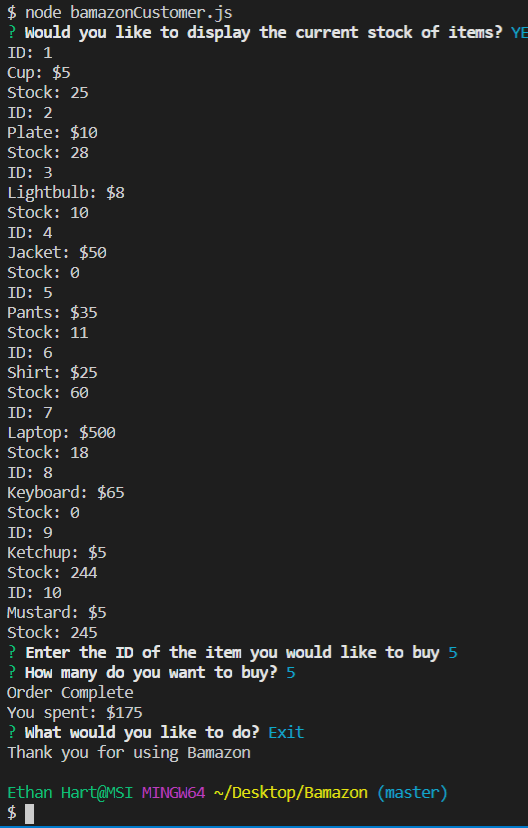 $ node bamazonCustomer.js
? Would you like to display the current stock of items? YE
ID: 1
Cup: $5
Stock: 25
ID: 2
Plate: $10
Stock: 28
ID: 3
Lightbulb: $8
Stock: 10
ID: 4
Jacket: $50
Stock: 0
ID: 5
Pants: $35
Stock: 11
ID: 6
Shirt: $25
Stock: 60
ID: 7
Laptop: $500
Stock: 18
ID: 8
Keyboard: $65
Stock: 0
ID: 9
Ketchup: $5
Stock: 244
ID: 10
Mustard: $5
Stock: 245
? Enter the ID of the item you would like to buy 5
? How many do you want to buy? 5
Order Complete
You spent: $175
? What would you like to do? Exit
Thank you for using Bamazon
Ethan Hart@MSI MINGW64 ~/Desktop/Bamazon (master)
$